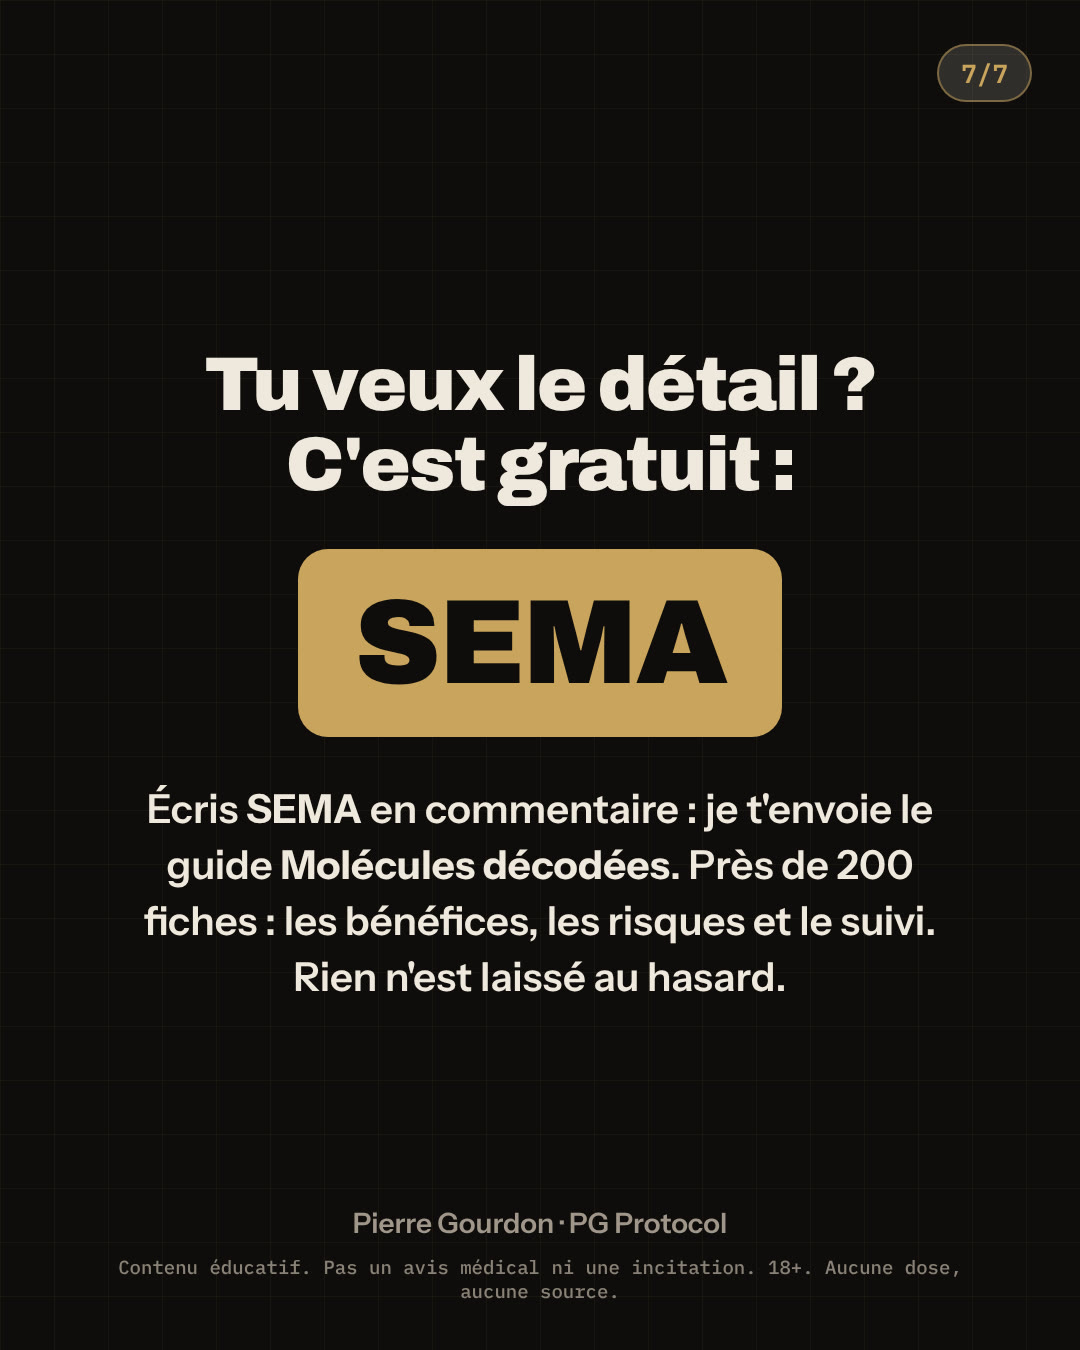 7/7
Tu veux le détail ?
C'est gratuit :
SEMA
Écris SEMA en commentaire : je t'envoie le
guide Molécules décodées. Près de 200
fiches : les bénéfices, les risques et le suivi.
Rien n'est laissé au hasard.
Pierre Gourdon · PG Protocol
Contenu éducatif. Pas un avis médical ni une incitation. 18+. Aucune dose,
aucune source.